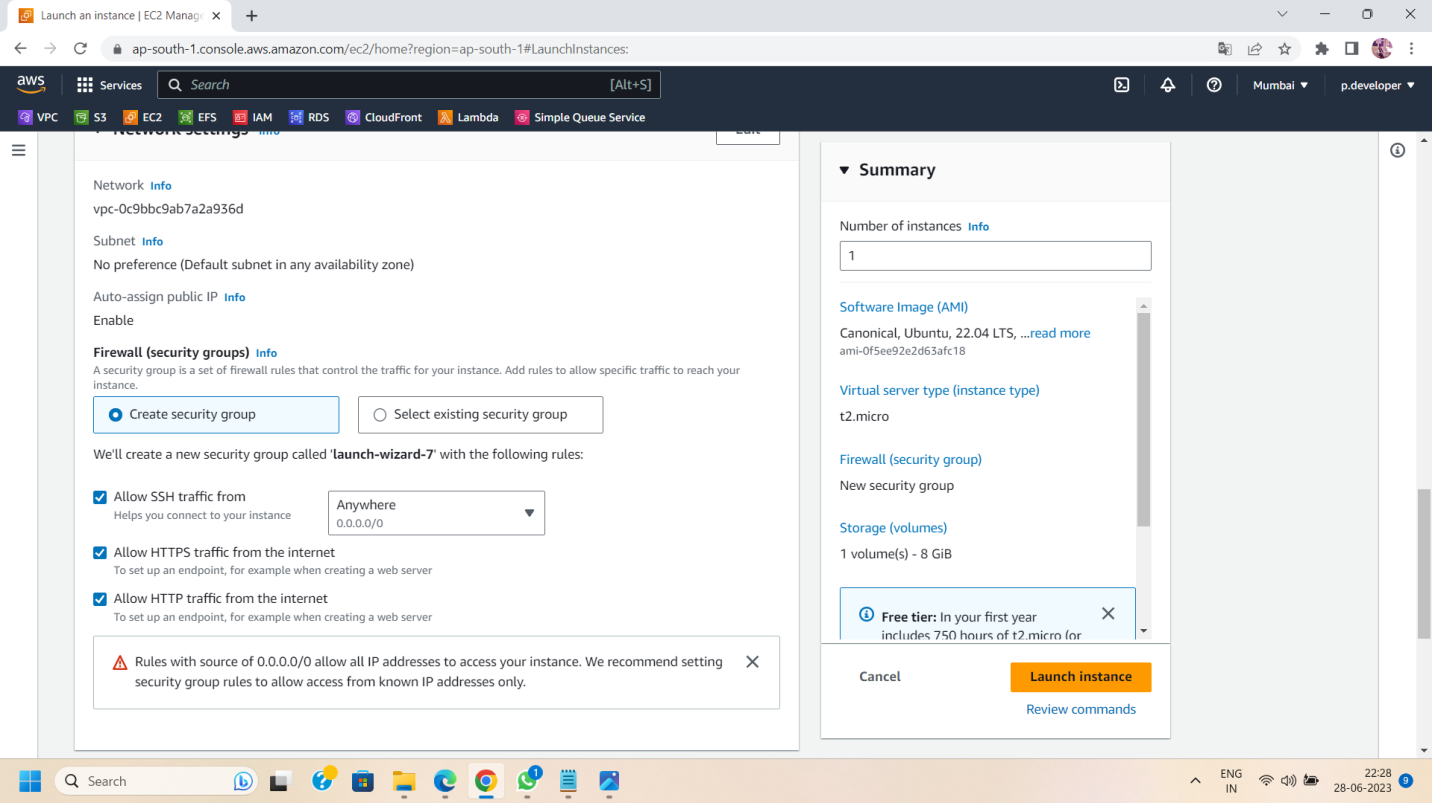 Launch an instance | EC2 Manage
ap-south-1.console.aws.amazon.com/ec2/home?region=ap-south-1#LaunchInstances:
aws
Services
Search
[Alt+S]
Mumbai
p.developer
VPC
S3
EC2
EFS
IAM
RDS
CloudFront
Lambda
Simple Queue Service
Network settings Info
Edit
Network Info
vpc-0c9bbc9ab7a2a936d
Subnet Info
No preference (Default subnet in any availability zone)
Auto-assign public IP Info
Enable
Firewall (security groups) Info
A security group is a set of firewall rules that control the traffic for your instance. Add rules to allow specific traffic to reach your
instance.
Create security group
Select existing security group
We'll create a new security group called 'launch-wizard-7' with the following rules:
Allow SSH traffic from
Helps you connect to your instance
Anywhere
0.0.0.0/0
Allow HTTPS traffic from the internet
To set up an endpoint, for example when creating a web server
Allow HTTP traffic from the internet
To set up an endpoint, for example when creating a web server
Rules with source of 0.0.0.0/0 allow all IP addresses to access your instance. We recommend setting
security group rules to allow access from known IP addresses only.
Summary
Number of instances Info
1
Software Image (AMI)
Canonical, Ubuntu, 22.04 LTS, ...read more
ami-0f5ee92e2d63afc18
Virtual server type (instance type)
t2.micro
Firewall (security group)
New security group
Storage (volumes)
1 volume(s) - 8 GiB
Free tier: In your first year
includes 750 hours of t2.micro (or
Cancel
Launch instance
Review commands
Search
1
ENG
IN
22:28
28-06-2023
9